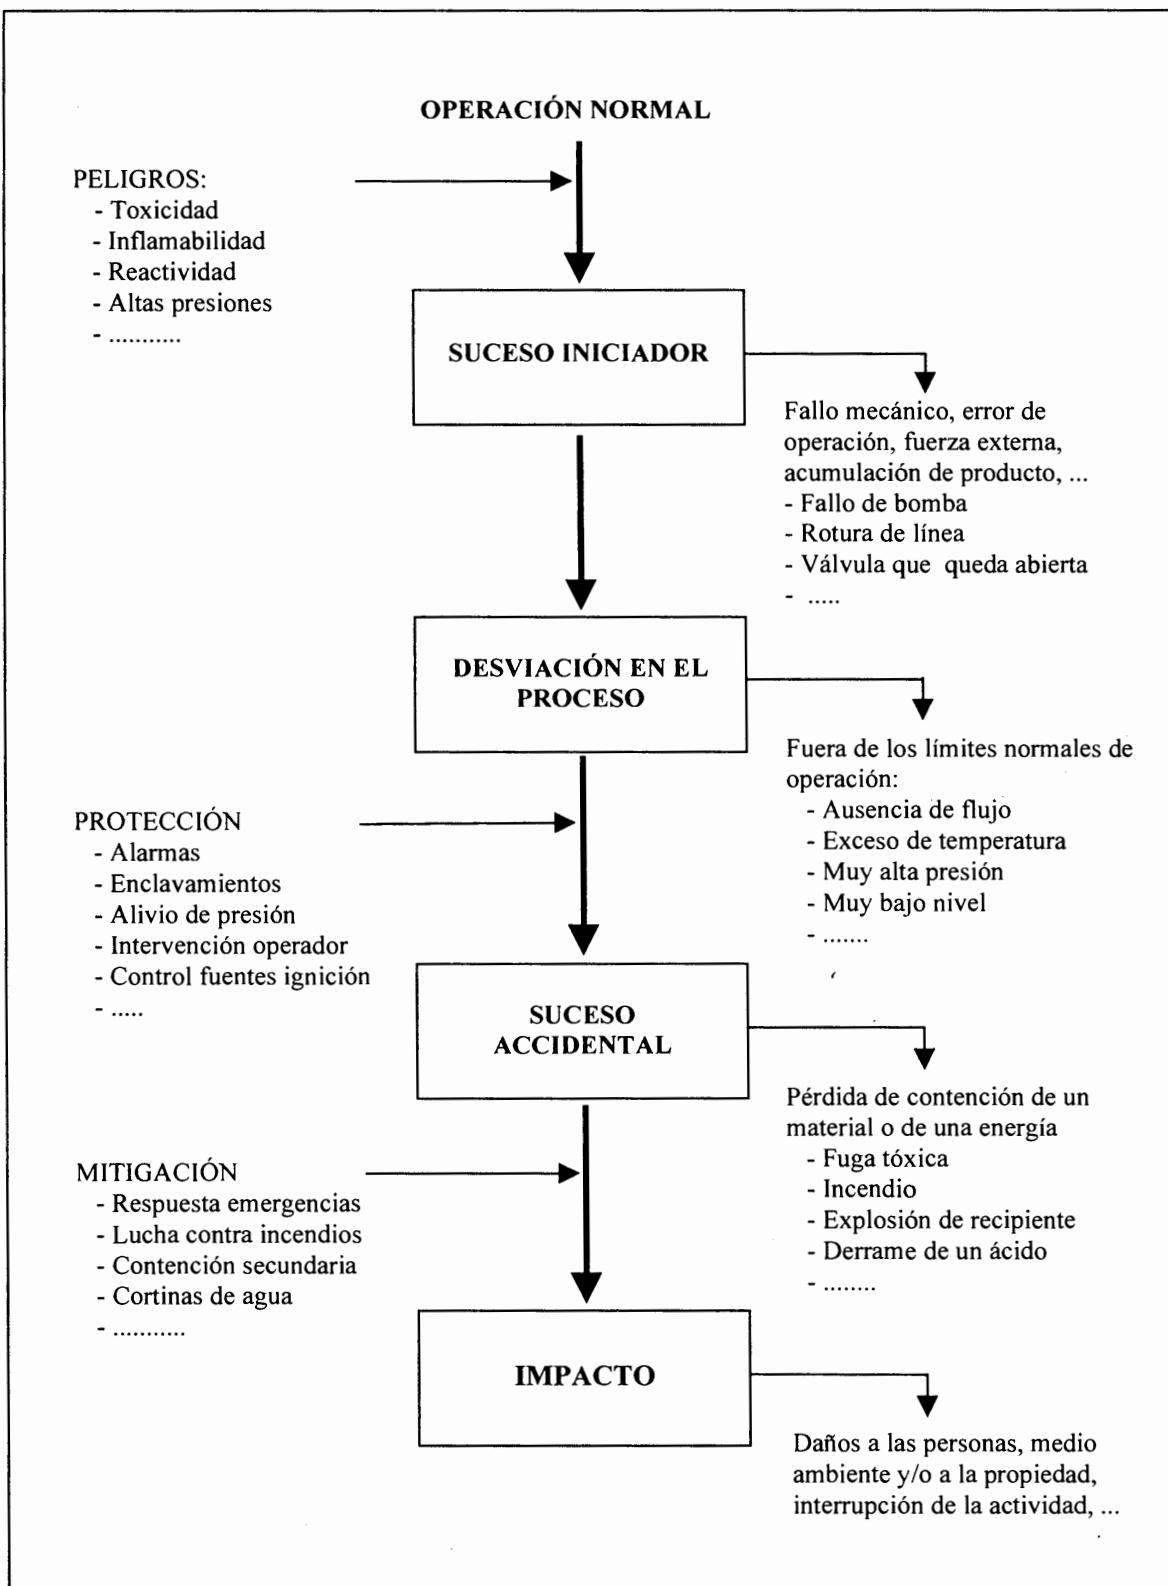 OPERACIÓN NORMAL
PELIGROS:
- Toxicidad
- Inflamabilidad
- Reactividad
- Altas presiones
- ...........
SUCESO INICIADOR
Fallo mecánico, error de
operación, fuerza externa,
acumulación de producto, ...
- Fallo de bomba
- Rotura de línea
- Válvula que queda abierta
- .....
DESVIACIÓN EN EL
PROCESO
Fuera de los límites normales de
operación:
- Ausencia de flujo
- Exceso de temperatura
- Muy alta presión
- Muy bajo nivel
- .......
PROTECCIÓN
- Alarmas
- Enclavamientos
- Alivio de presión
- Intervención operador
- Control fuentes ignición
- .....
SUCESO
ACCIDENTAL
Pérdida de contención de un
material o de una energía
- Fuga tóxica
- Incendio
- Explosión de recipiente
- Derrame de un ácido
- ........
MITIGACIÓN
- Respuesta emergencias
- Lucha contra incendios
- Contención secundaria
- Cortinas de agua
- ...........
IMPACTO
Daños a las personas, medio
ambiente y/o a la propiedad,
interrupción de la actividad, ...